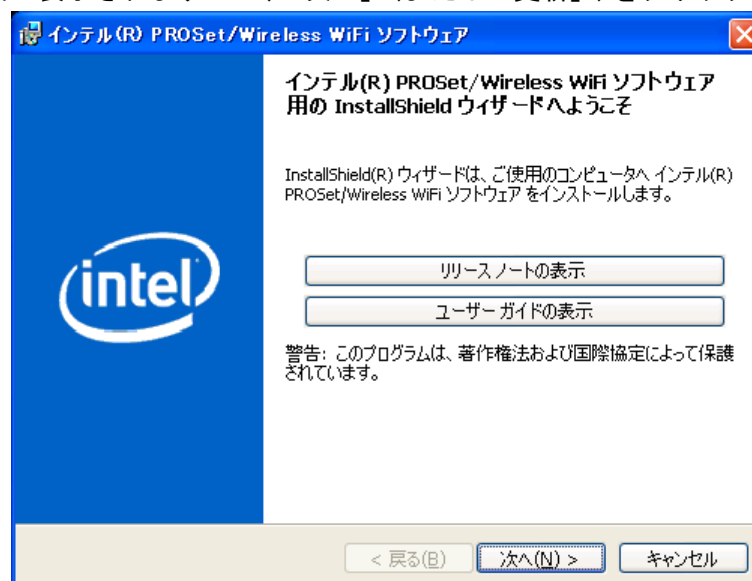 インテル(R) PROSet/Wireless WiFi ソフトウェア
インテル(R) PROSet/Wireless WiFi ソフトウェア
用の InstallShield ウィザードへようこそ
InstallShield(R) ウィザードは、ご使用のコンピュータへ インテル(R)
PROSet/Wireless WiFi ソフトウェア をインストールします。
intel
リリース ノートの表示
ユーザー ガイドの表示
警告: このプログラムは、著作権法および国際協定によって保護
されています。
< 戻る(B)
次へ(N) >
キャンセル